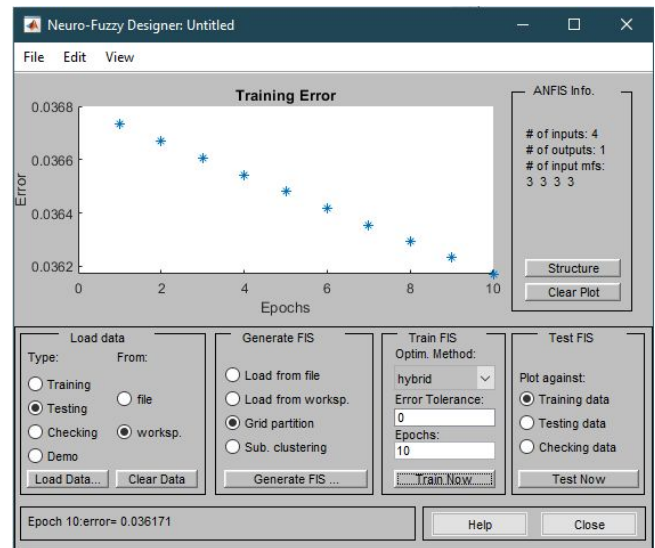 Neuro-Fuzzy Designer: Untitled
File Edit View
Training Error
0.0368
0.0366
0.0364
0.0362
Error
0 2 4 6 8 10
Epochs
ANFIS Info.
# of inputs: 4
# of outputs: 1
# of input mfs:
3 3 3 3
Structure
Clear Plot
Load data
Type: From:
Training
Testing
Checking
Demo
file
worksp.
Load Data... Clear Data
Generate FIS
Load from file
Load from worksp.
Grid partition
Sub. clustering
Generate FIS ...
Train FIS
Optim. Method:
hybrid
Error Tolerance:
0
Epochs:
10
Train Now
Test FIS
Plot against:
Training data
Testing data
Checking data
Test Now
Epoch 10:error= 0.036171
Help Close